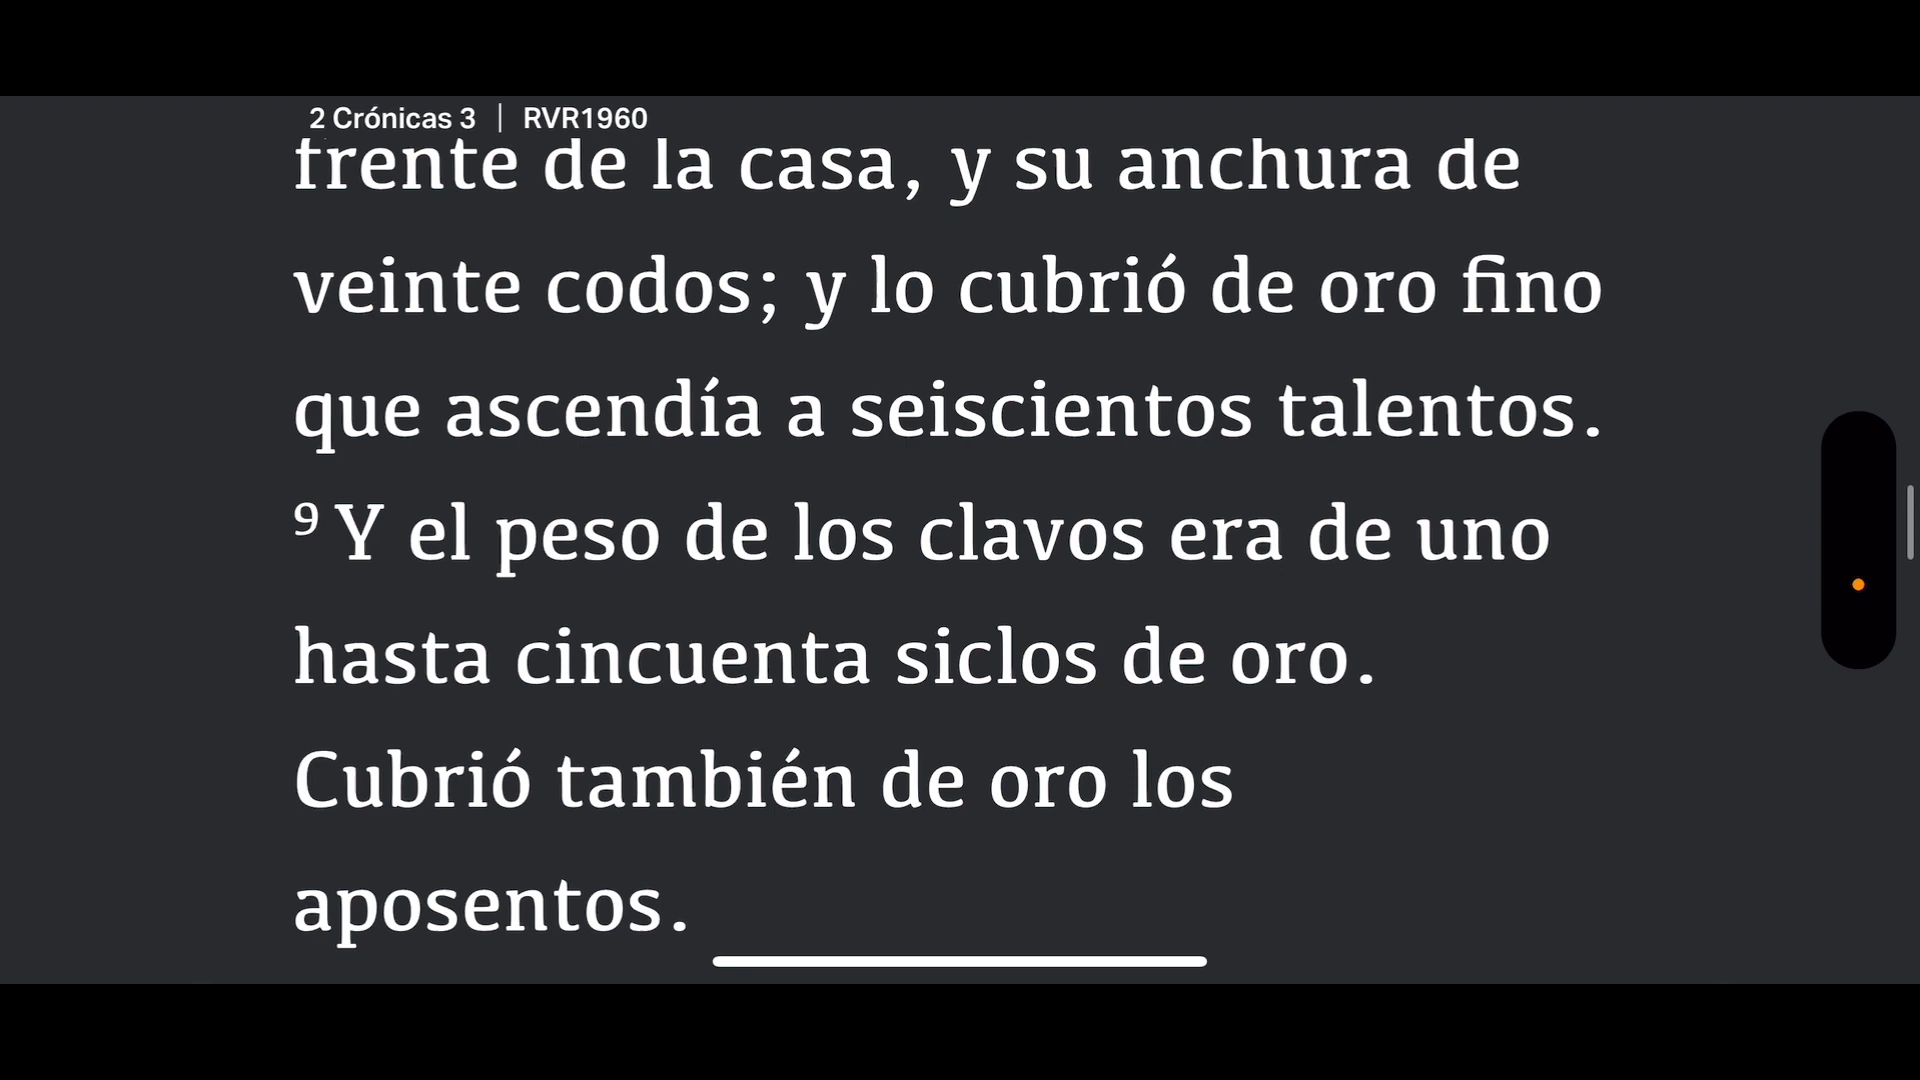 2 Crónicas 3 | RVR1960
frente de la casa, y su anchura de
veinte codos; y lo cubrió de oro fino
que ascendía a seiscientos talentos.
9 Y el peso de los clavos era de uno
hasta cincuenta siclos de oro.
Cubrió también de oro los
aposentos.